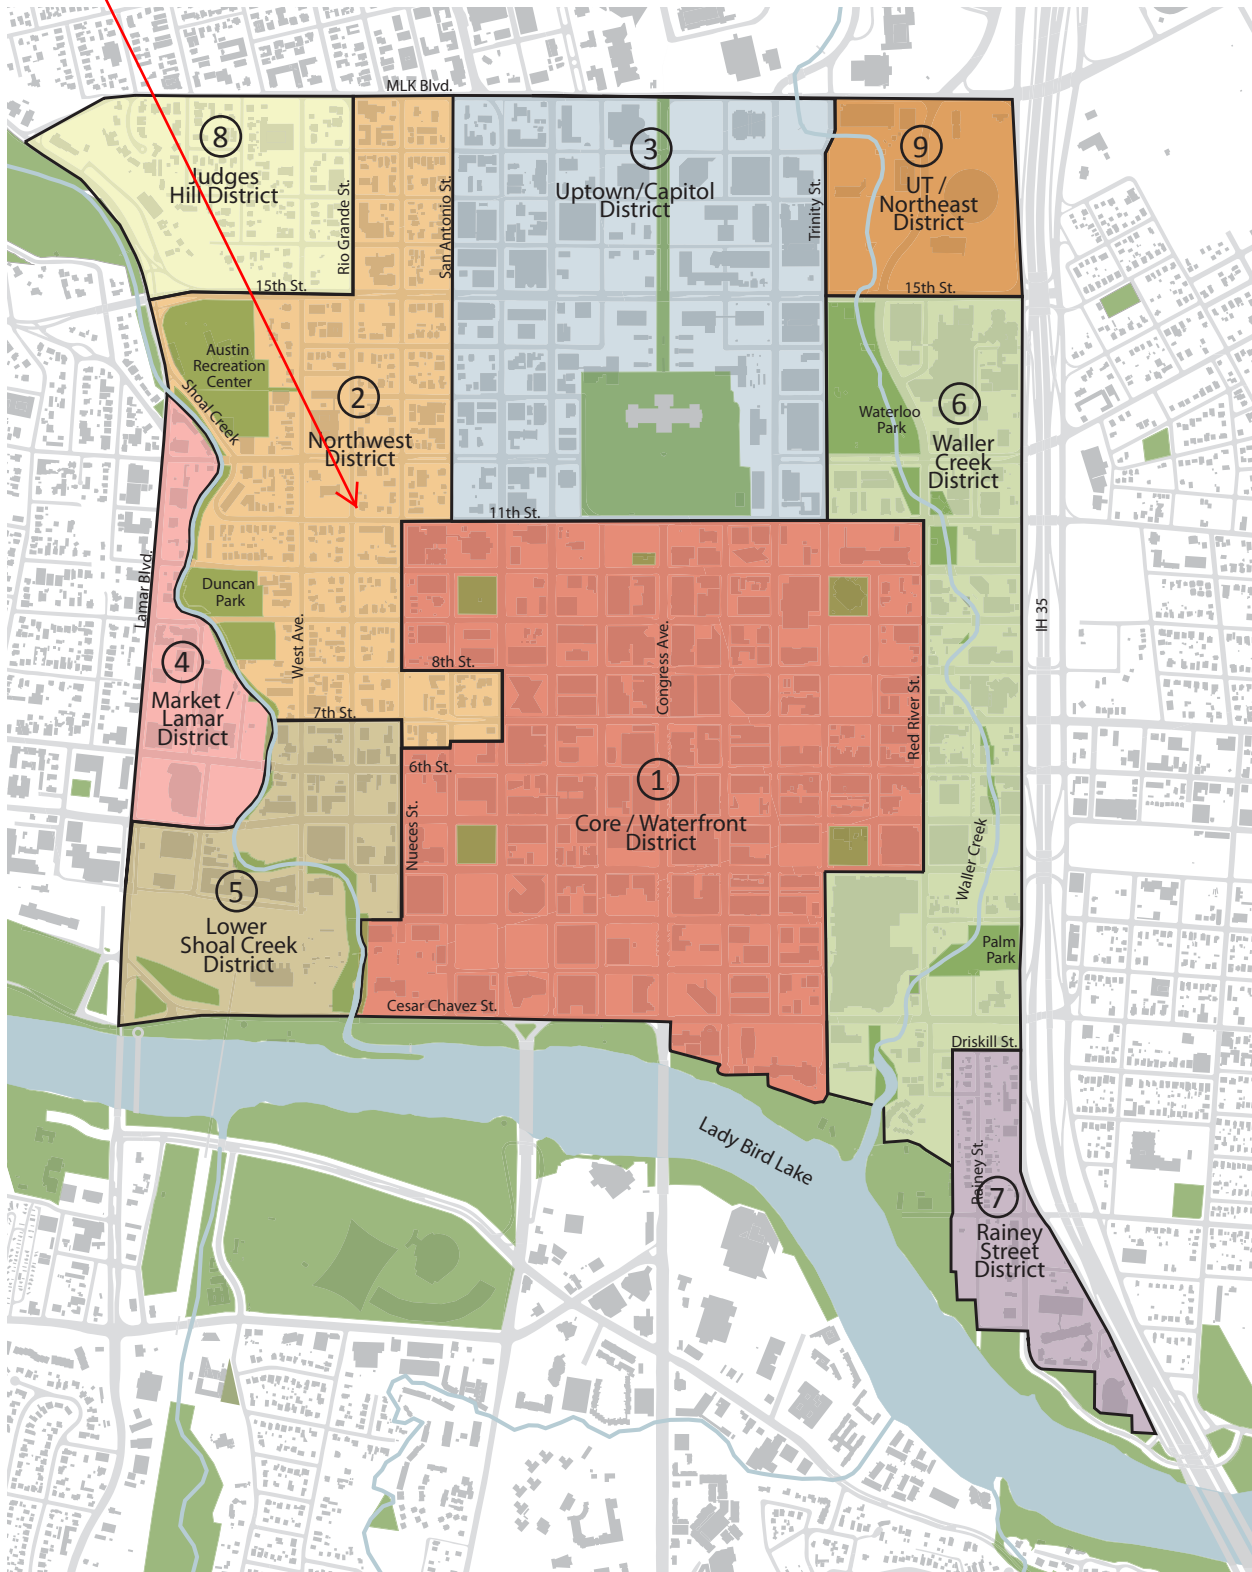 MLK Blvd.
8
Judges
Hill District
Rio Grande St.
San Antonio St.
3
Uptown/Capitol
District
Trinity St.
9
UT /
Northeast
District
15th St.
15th St.
Austin
Recreation
Center
Shoal Creek
2
Northwest
District
Waterloo
Park
6
Waller
Creek
District
11th St.
Lamar Blvd.
Duncan
Park
West Ave.
IH 35
4
Market /
Lamar
District
8th St.
Congress Ave.
Red River St.
7th St.
6th St.
1
Core / Waterfront
District
Nueces St.
Waller Creek
5
Lower
Shoal Creek
District
Palm
Park
Cesar Chavez St.
Driskill St.
Lady Bird Lake
Rainey St.
7
Rainey
Street
District